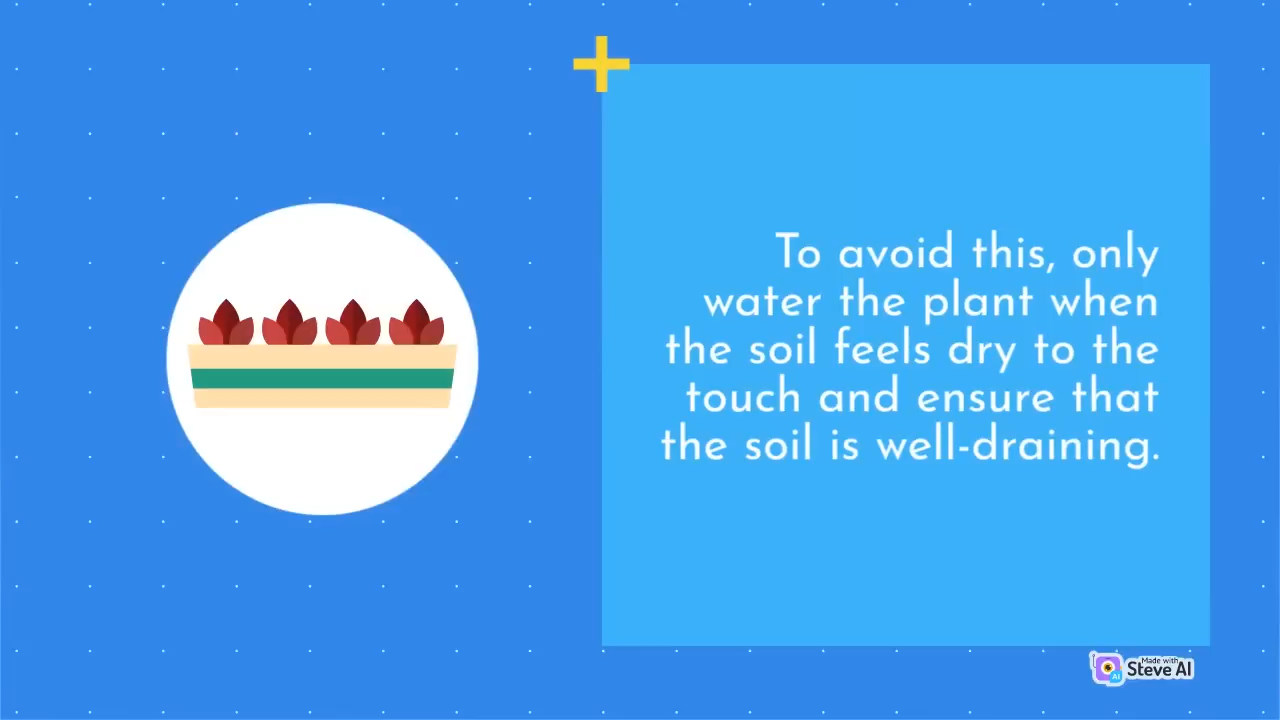 To avoid this, only
water the plant when
the soil feels dry to the
touch and ensure that
the soil is well-draining.
Made with
Steve AI
AI